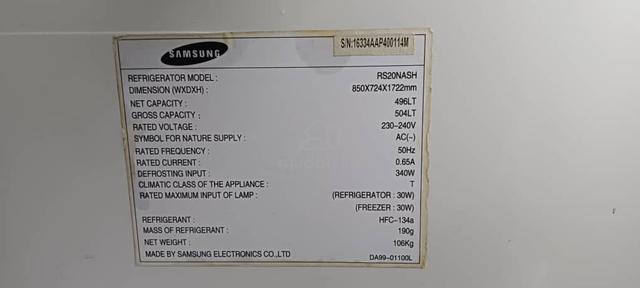 SAMSUNG
S/N:16334AAP400114M
REFRIGERATOR MODEL : RS20NASH
DIMENSION (WXDXH) : 850X724X1722mm
NET CAPACITY : 496LT
GROSS CAPACITY : 504LT
RATED VOLTAGE : 230-240V
SYMBOL FOR NATURE SUPPLY : AC(~)
RATED FREQUENCY : 50Hz
RATED CURRENT : 0.65A
DEFROSTING INPUT : 340W
CLIMATIC CLASS OF THE APPLIANCE : T
RATED MAXIMUM INPUT OF LAMP : (REFRIGERATOR : 30W)
(FREEZER : 30W)
REFRIGERANT : HFC-134a
MASS OF REFRIGERANT : 190g
NET WEIGHT : 106Kg
MADE BY SAMSUNG ELECTRONICS CO.,LTD
DA99-01100L